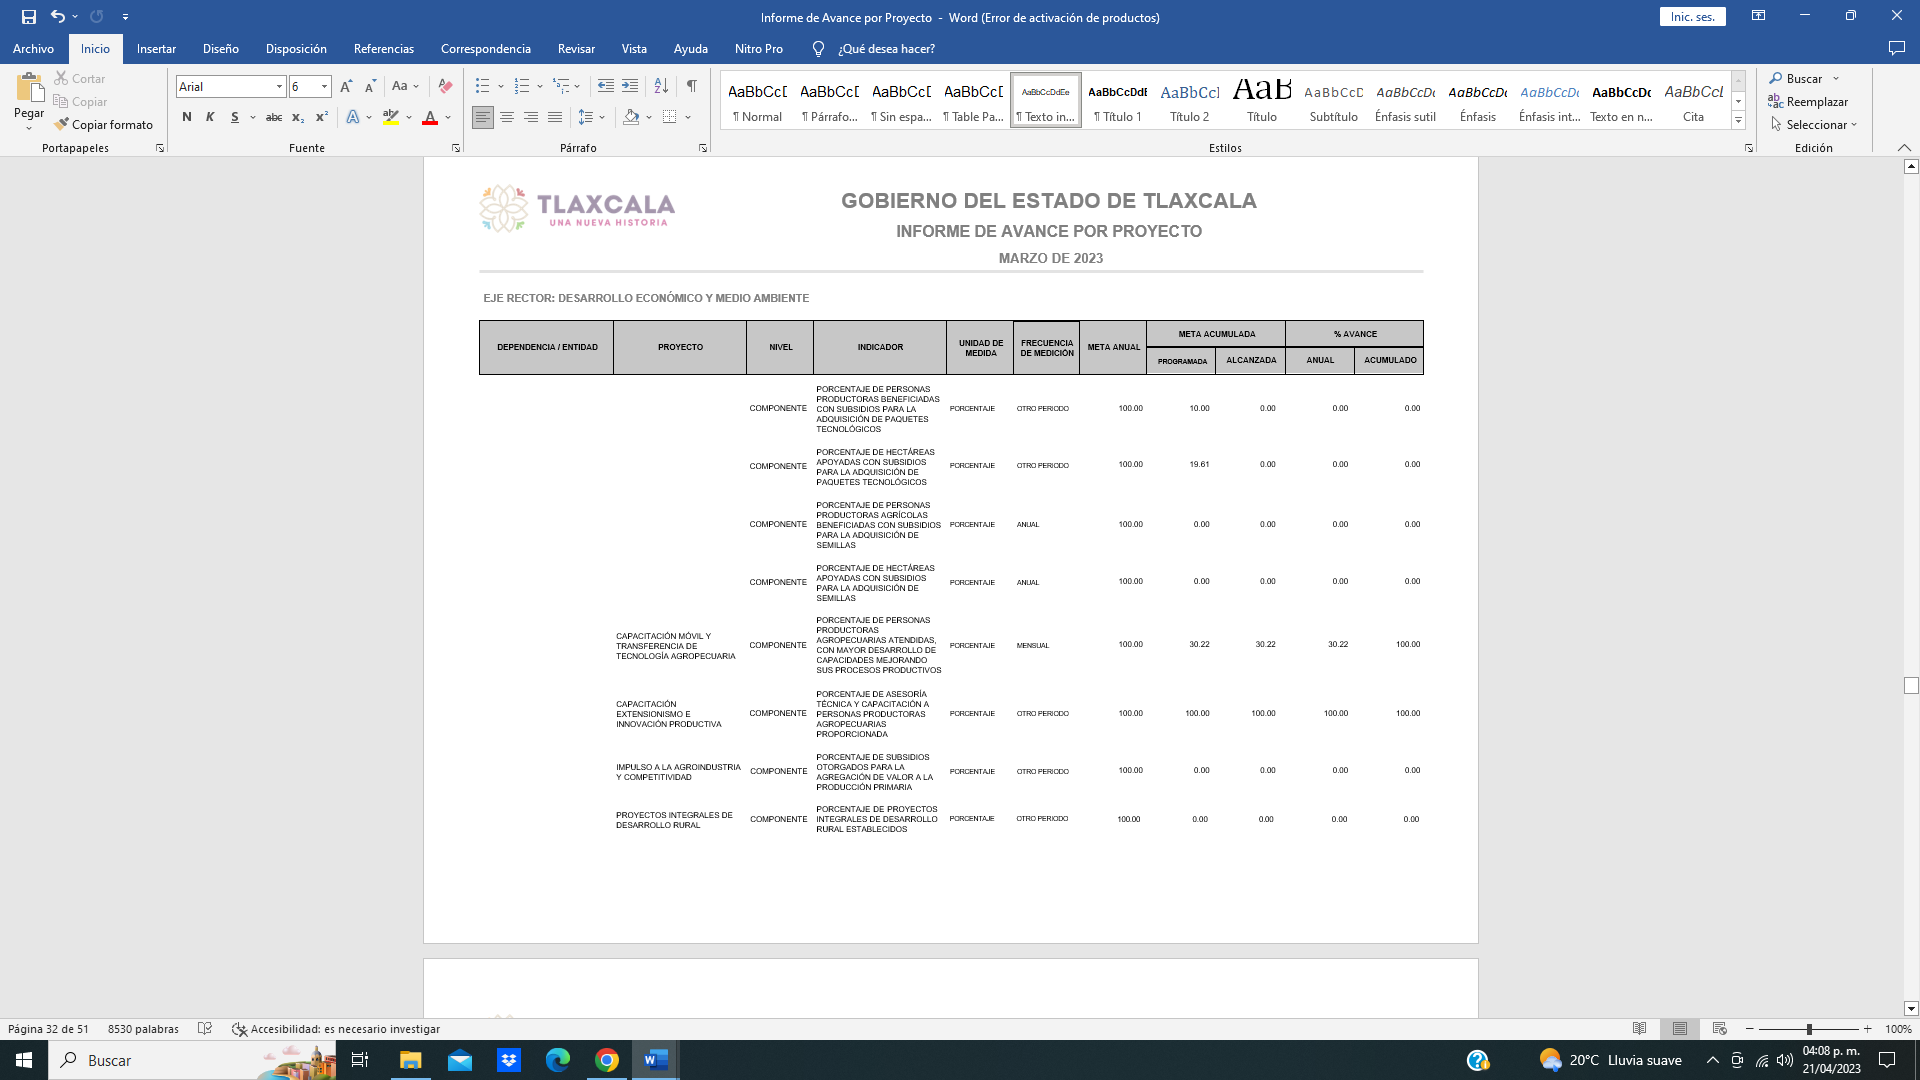 Informe de Avance por Proyecto - Word (Error de activación de productos)
Inic. ses.
Archivo Inicio Insertar Diseño Disposición Referencias Correspondencia Revisar Vista Ayuda Nitro Pro ¿Qué desea hacer?
Pegar
Cortar
Copiar
Copiar formato
Portapapeles
Arial 6
Aa
N K S abc x₂ x²
Fuente
Párrafo
AaBbCcI ¶ Normal
AaBbCcI ¶ Párrafo...
AaBbCcI ¶ Sin espa...
AaBbCcI ¶ Table Pa...
AaBbCcDdEe ¶ Texto in...
AaBbCcDdE ¶ Título 1
AaBbCcI Título 2
AaB Título
AaBbCcD Subtítulo
AaBbCcDc Énfasis sutil
AaBbCcDc Énfasis
AaBbCcDc Énfasis int...
AaBbCcDc Texto en n...
AaBbCcL Cita
Estilos
Buscar
Reemplazar
Seleccionar
Edición
TLAXCALA
UNA NUEVA HISTORIA
GOBIERNO DEL ESTADO DE TLAXCALA
INFORME DE AVANCE POR PROYECTO
MARZO DE 2023
EJE RECTOR: DESARROLLO ECONÓMICO Y MEDIO AMBIENTE
DEPENDENCIA / ENTIDAD PROYECTO NIVEL INDICADOR UNIDAD DE MEDIDA FRECUENCIA DE MEDICIÓN META ANUAL META ACUMULADA % AVANCE
PROGRAMADA ALCANZADA ANUAL ACUMULADO
PORCENTAJE DE PERSONAS
PRODUCTORAS BENEFICIADAS
CON SUBSIDIOS PARA LA
ADQUISICIÓN DE PAQUETES
TECNOLÓGICOS
COMPONENTE PORCENTAJE OTRO PERIODO 100.00 10.00 0.00 0.00 0.00
PORCENTAJE DE HECTÁREAS
APOYADAS CON SUBSIDIOS
PARA LA ADQUISICIÓN DE
PAQUETES TECNOLÓGICOS
COMPONENTE PORCENTAJE OTRO PERIODO 100.00 19.61 0.00 0.00 0.00
PORCENTAJE DE PERSONAS
PRODUCTORAS AGRÍCOLAS
BENEFICIADAS CON SUBSIDIOS
PARA LA ADQUISICIÓN DE
SEMILLAS
COMPONENTE PORCENTAJE ANUAL 100.00 0.00 0.00 0.00 0.00
PORCENTAJE DE HECTÁREAS
APOYADAS CON SUBSIDIOS
PARA LA ADQUISICIÓN DE
SEMILLAS
COMPONENTE PORCENTAJE ANUAL 100.00 0.00 0.00 0.00 0.00
CAPACITACIÓN MÓVIL Y
TRANSFERENCIA DE
TECNOLOGÍA AGROPECUARIA
PORCENTAJE DE PERSONAS
PRODUCTORAS
AGROPECUARIAS ATENDIDAS,
CON MAYOR DESARROLLO DE
CAPACIDADES MEJORANDO
SUS PROCESOS PRODUCTIVOS
COMPONENTE PORCENTAJE MENSUAL 100.00 30.22 30.22 30.22 100.00
CAPACITACIÓN
EXTENSIONISMO E
INNOVACIÓN PRODUCTIVA
PORCENTAJE DE ASESORÍA
TÉCNICA Y CAPACITACIÓN A
PERSONAS PRODUCTORAS
AGROPECUARIAS
PROPORCIONADA
COMPONENTE PORCENTAJE OTRO PERIODO 100.00 100.00 100.00 100.00 100.00
IMPULSO A LA AGROINDUSTRIA
Y COMPETITIVIDAD
PORCENTAJE DE SUBSIDIOS
OTORGADOS PARA LA
AGREGACIÓN DE VALOR A LA
PRODUCCIÓN PRIMARIA
COMPONENTE PORCENTAJE OTRO PERIODO 100.00 0.00 0.00 0.00 0.00
PROYECTOS INTEGRALES DE
DESARROLLO RURAL
PORCENTAJE DE PROYECTOS
INTEGRALES DE DESARROLLO
RURAL ESTABLECIDOS
COMPONENTE PORCENTAJE OTRO PERIODO 100.00 0.00 0.00 0.00 0.00
Página 32 de 51 8530 palabras Accesibilidad: es necesario investigar 100%
Buscar
20°C Lluvia suave
04:08 p. m.
21/04/2023